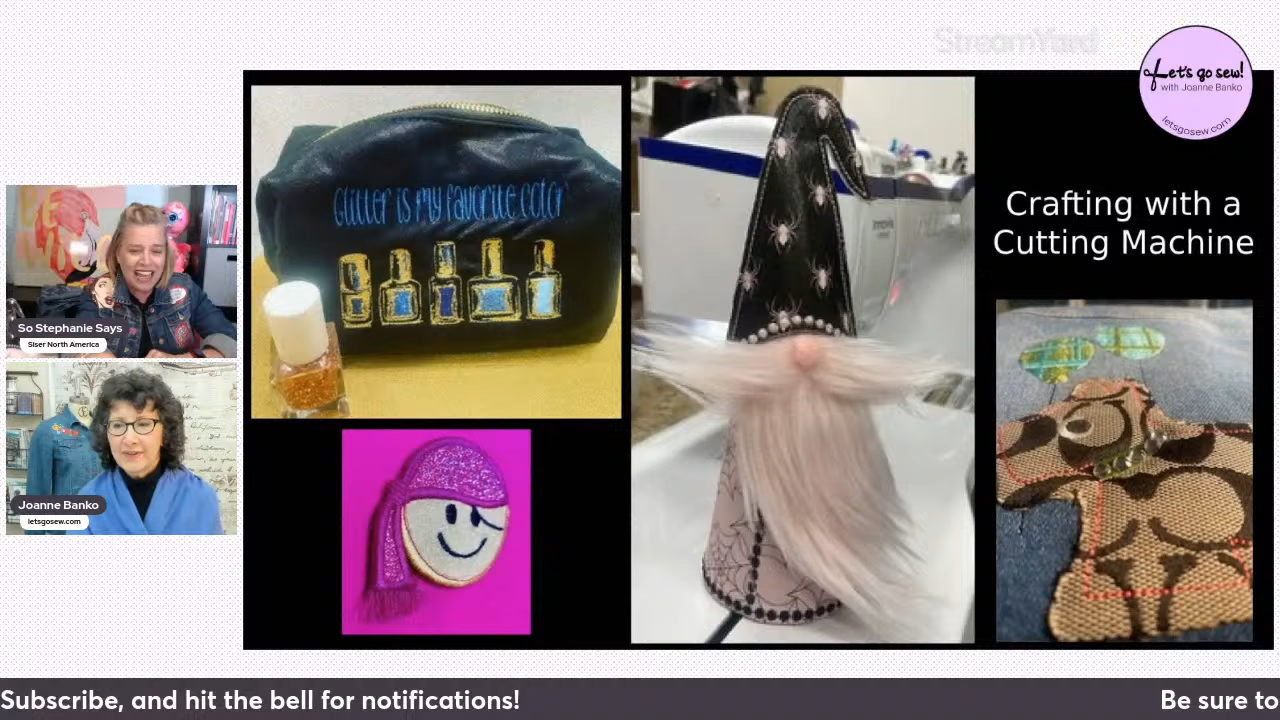 StreamYard
Let's go sew!
with Joanne Banko
letsgosew.com
Glitter is my favorite color
Crafting with a
Cutting Machine
So Stephanie Says
Siser North America
Joanne Banko
letsgosew.com
Subscribe, and hit the bell for notifications!
Be sure to